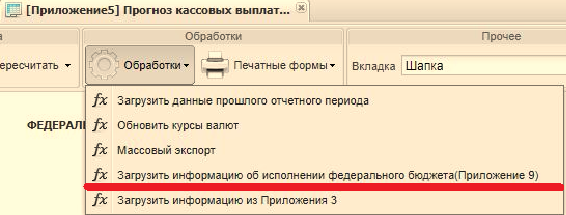 [Приложение5] Прогноз кассовых выплат...
а
Обработки
Прочее
ересчитать
Обработки
Печатные формы
Вкладка
Шапка
Загрузить данные прошлого отчетного периода
ФЕДЕРАЛЬ
Обновить курсы валют
Массовый экспорт
Загрузить информацию об исполнении федерального бюджета(Приложение 9)
Загрузить информацию из Приложения 3